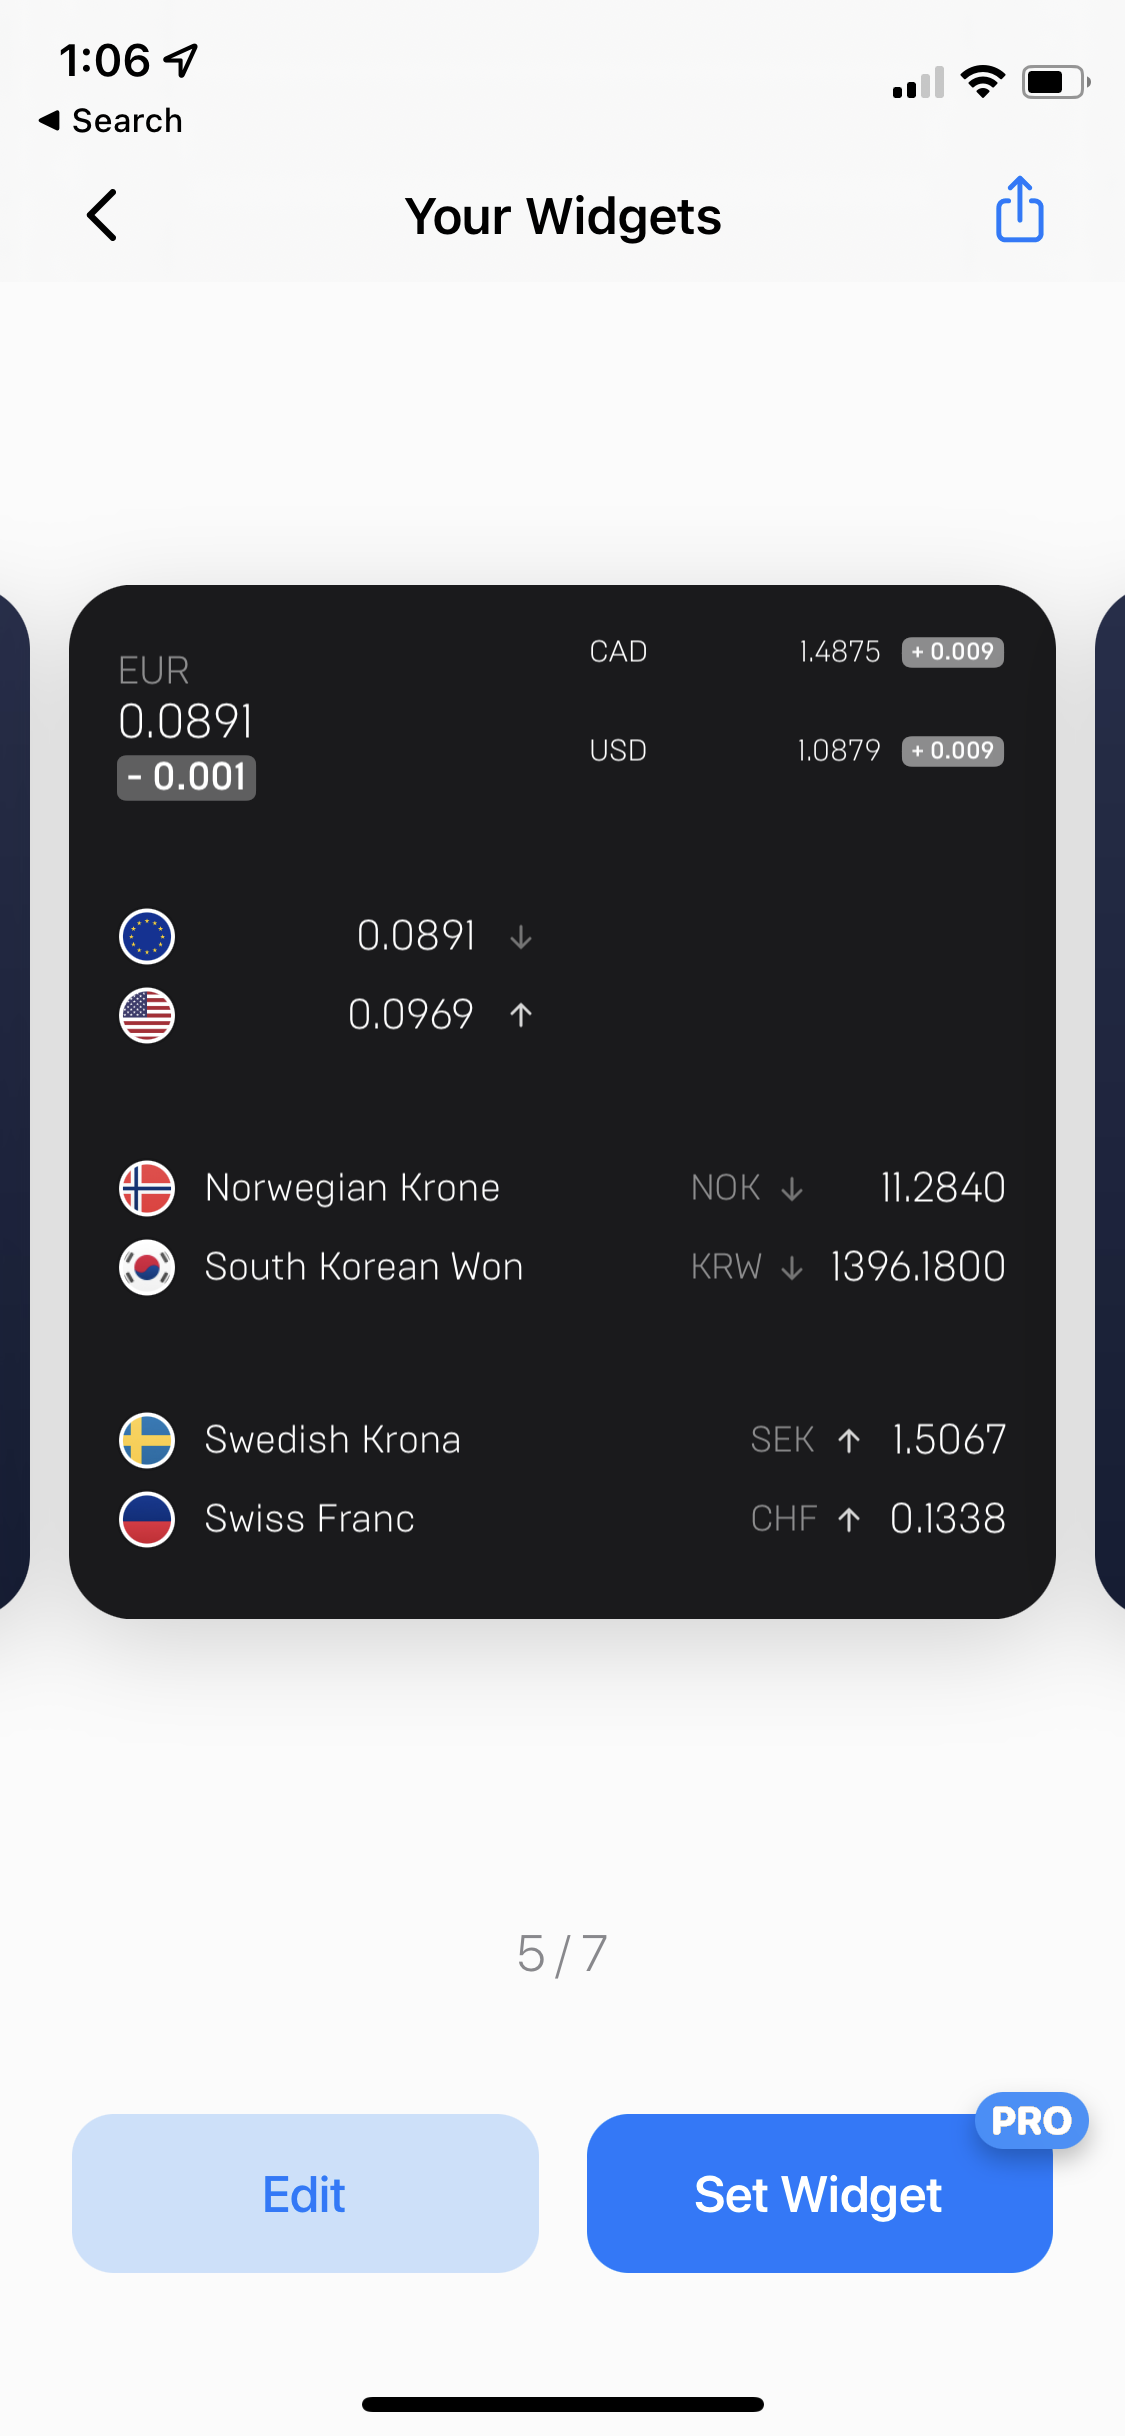 1:06
◀ Search
Your Widgets
EUR
0.0891
- 0.001
CAD 1.4875 + 0.009
USD 1.0879 + 0.009
0.0891 ↓
0.0969 ↑
Norwegian Krone NOK ↓ 11.2840
South Korean Won KRW ↓ 1396.1800
Swedish Krona SEK ↑ 1.5067
Swiss Franc CHF ↑ 0.1338
5/7
PRO
Edit
Set Widget